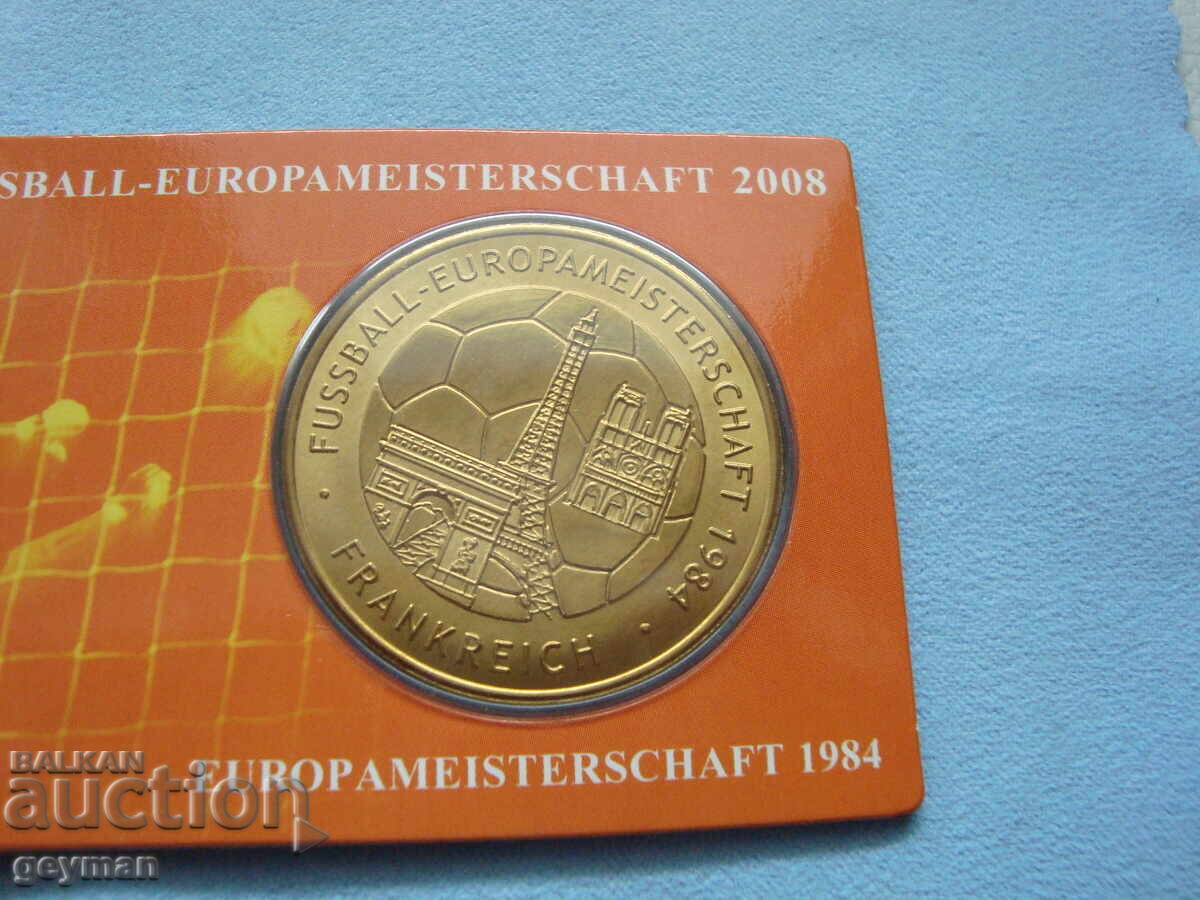 SSBALL-EUROPAMEISTERSCHAFT 2008
· FUSSBALL-EUROPAMEISTERSCHAFT 1984 ·
FRANKREICH
EUROPAMEISTERSCHAFT 1984
BALKAN
auction
geyman